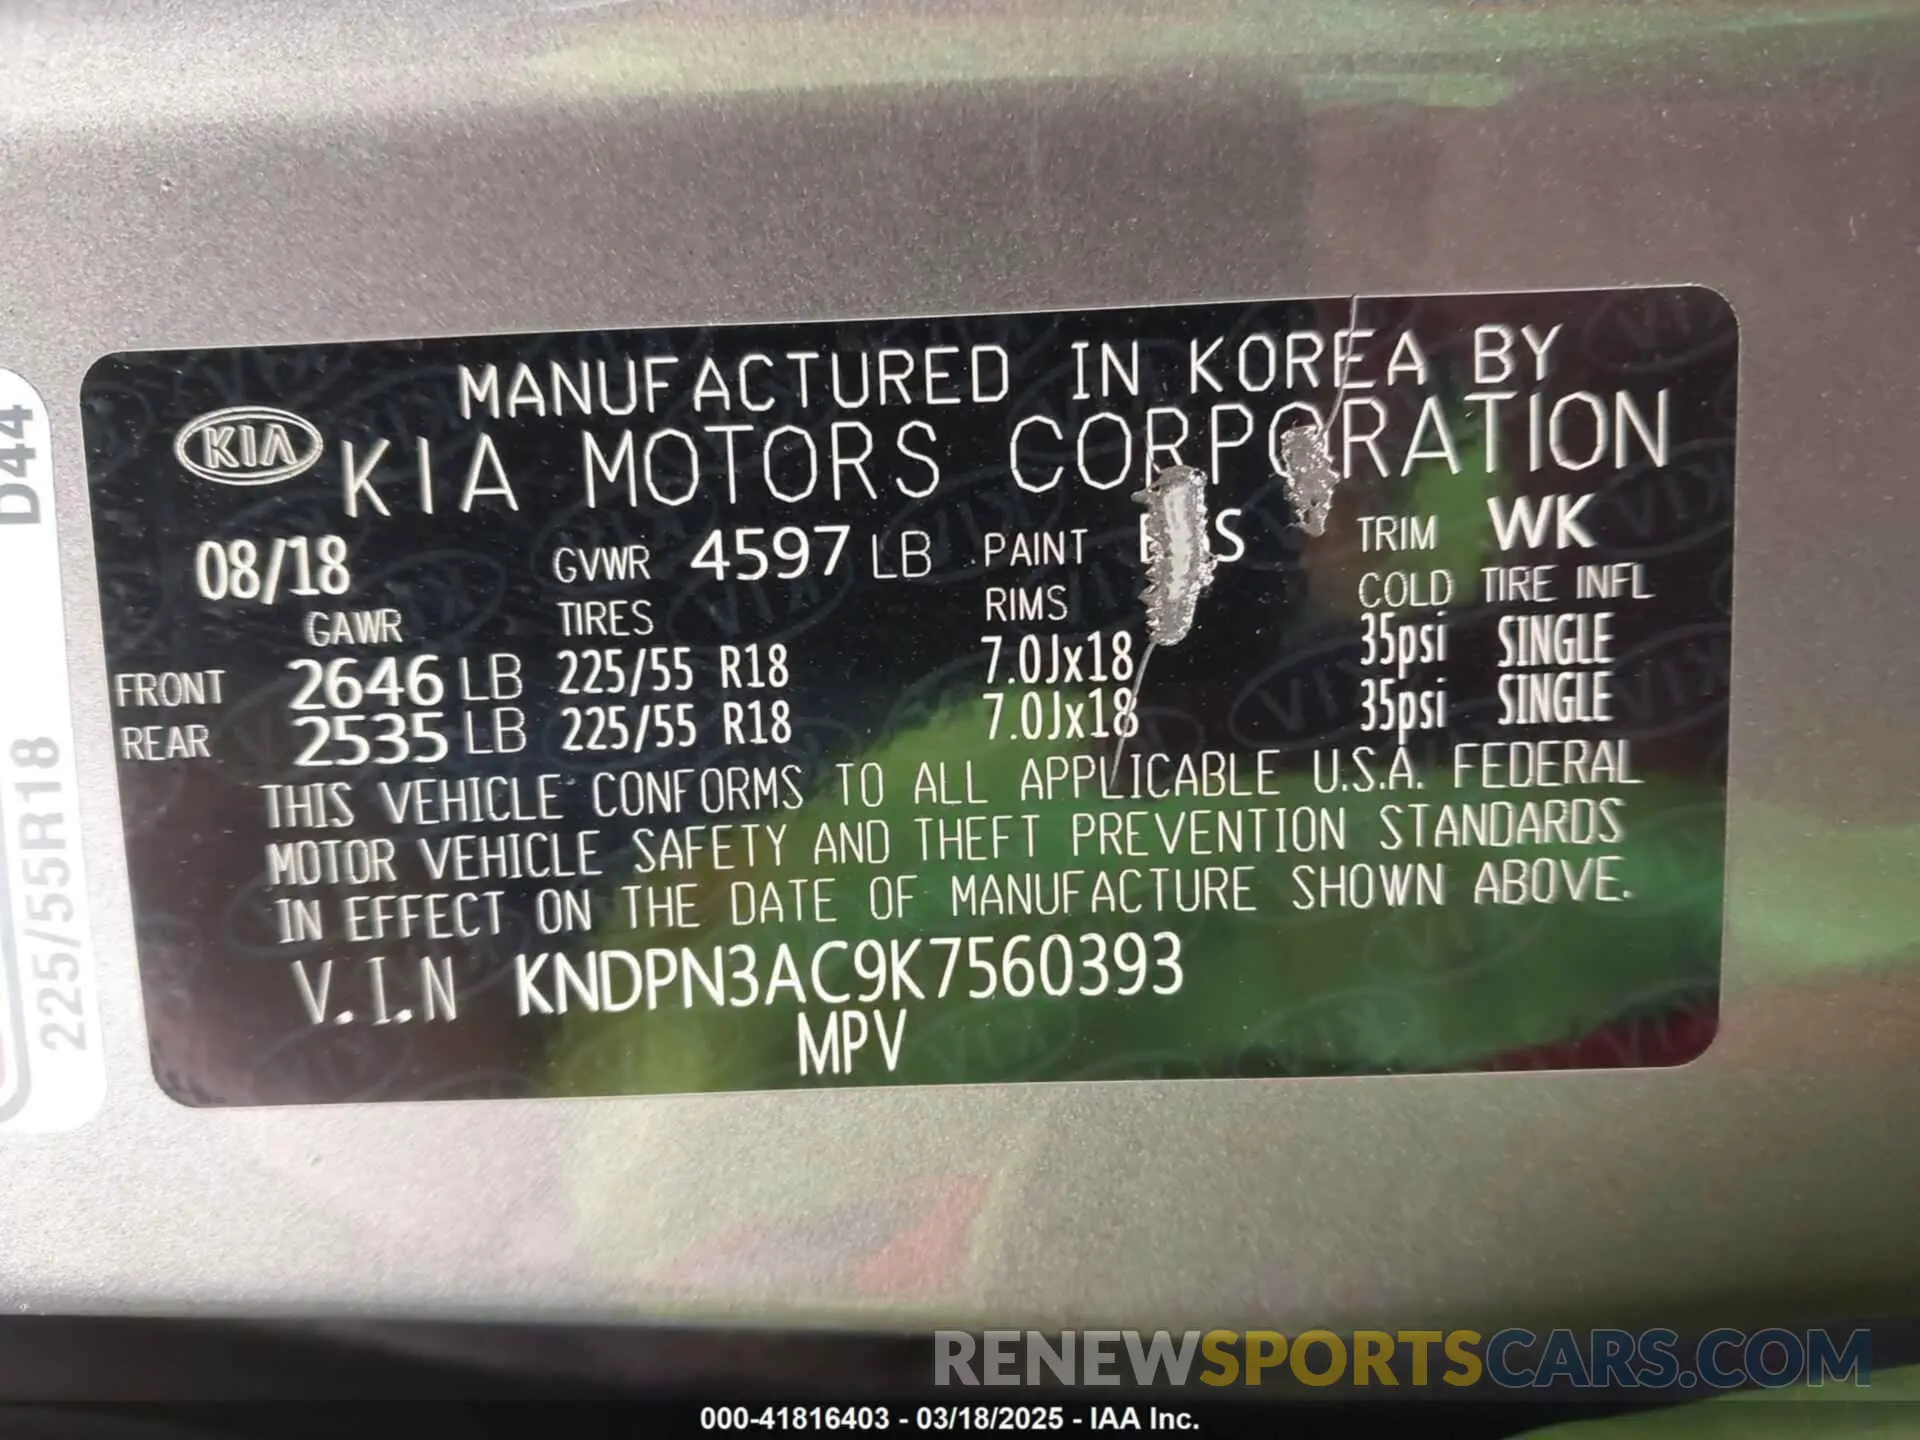 MANUFACTURED IN KOREA BY
KIA KIA MOTORS CORPORATION
08/18 GVWR 4597 LB PAINT TRIM WK
GAWR TIRES RIMS COLD TIRE INFL
FRONT 2646 LB 225/55 R18 7.0Jx18 35psi SINGLE
REAR 2535 LB 225/55 R18 7.0Jx18 35psi SINGLE
THIS VEHICLE CONFORMS TO ALL APPLICABLE U.S.A. FEDERAL
MOTOR VEHICLE SAFETY AND THEFT PREVENTION STANDARDS
IN EFFECT ON THE DATE OF MANUFACTURE SHOWN ABOVE.
V.I.N KNDPN3AC9K7560393
MPV
D44
225/55R18
RENEWSPORTSCARS.COM
000-41816403 - 03/18/2025 - IAA Inc.